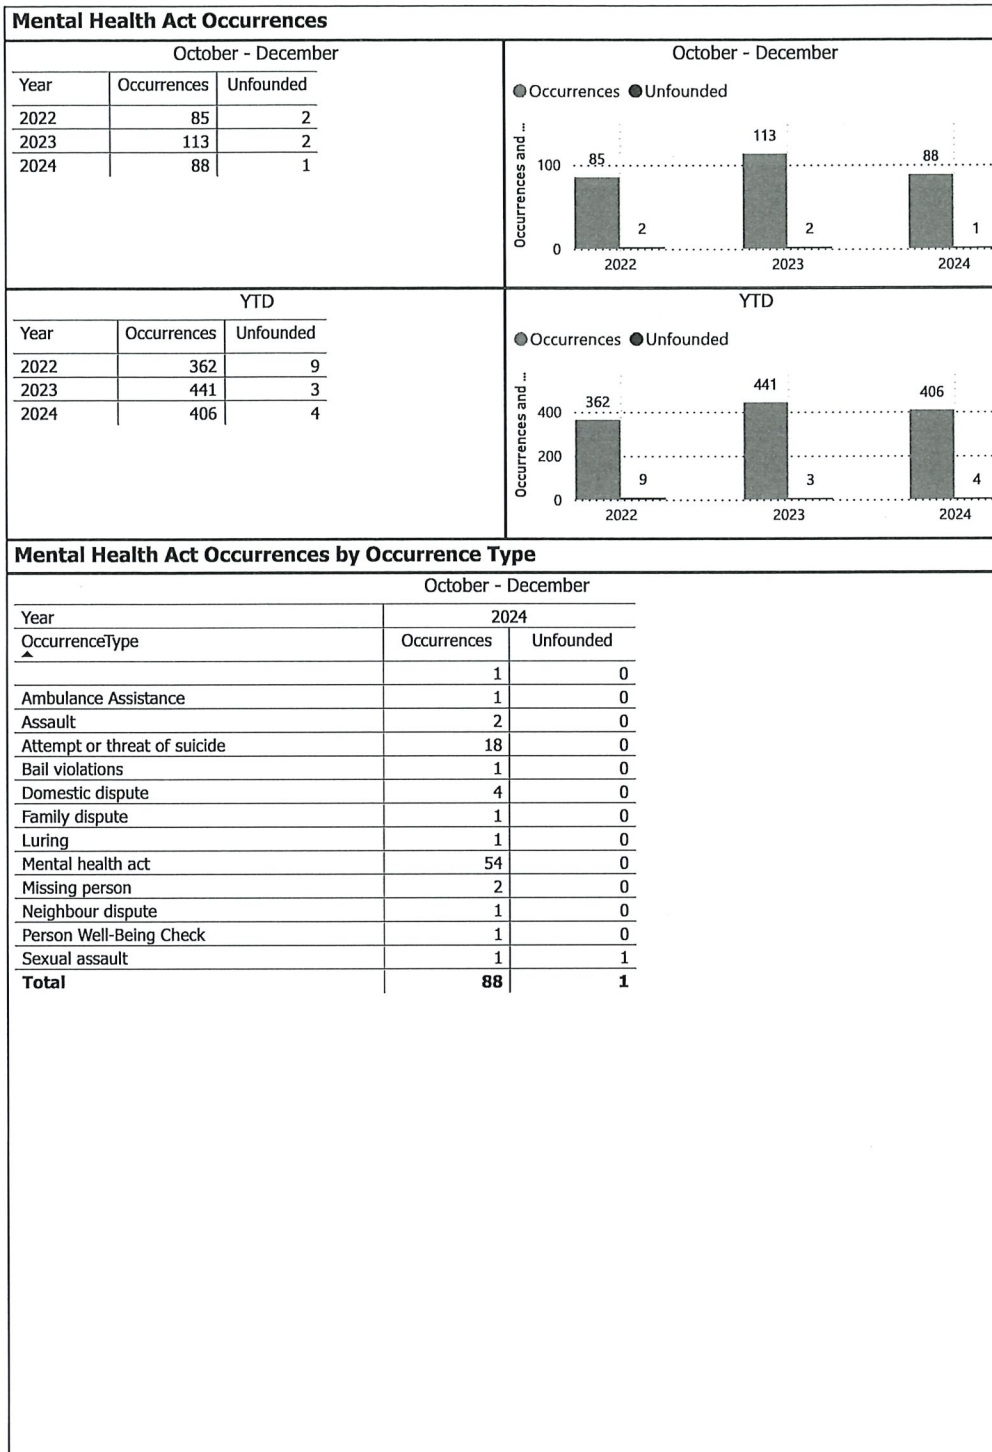 Mental Health Act Occurrences
October - December
Year Occurrences Unfounded
2022 85 2
2023 113 2
2024 88 1
October - December
Occurrences Unfounded
Occurrences and ...
100
0
85 2
113 2
88 1
2022 2023 2024
YTD
Year Occurrences Unfounded
2022 362 9
2023 441 3
2024 406 4
YTD
Occurrences Unfounded
Occurrences and ...
400
200
0
362 9
441 3
406 4
2022 2023 2024
Mental Health Act Occurrences by Occurrence Type
October - December
Year 2024
OccurrenceType Occurrences Unfounded
1 0
Ambulance Assistance 1 0
Assault 2 0
Attempt or threat of suicide 18 0
Bail violations 1 0
Domestic dispute 4 0
Family dispute 1 0
Luring 1 0
Mental health act 54 0
Missing person 2 0
Neighbour dispute 1 0
Person Well-Being Check 1 0
Sexual assault 1 1
Total 88 1